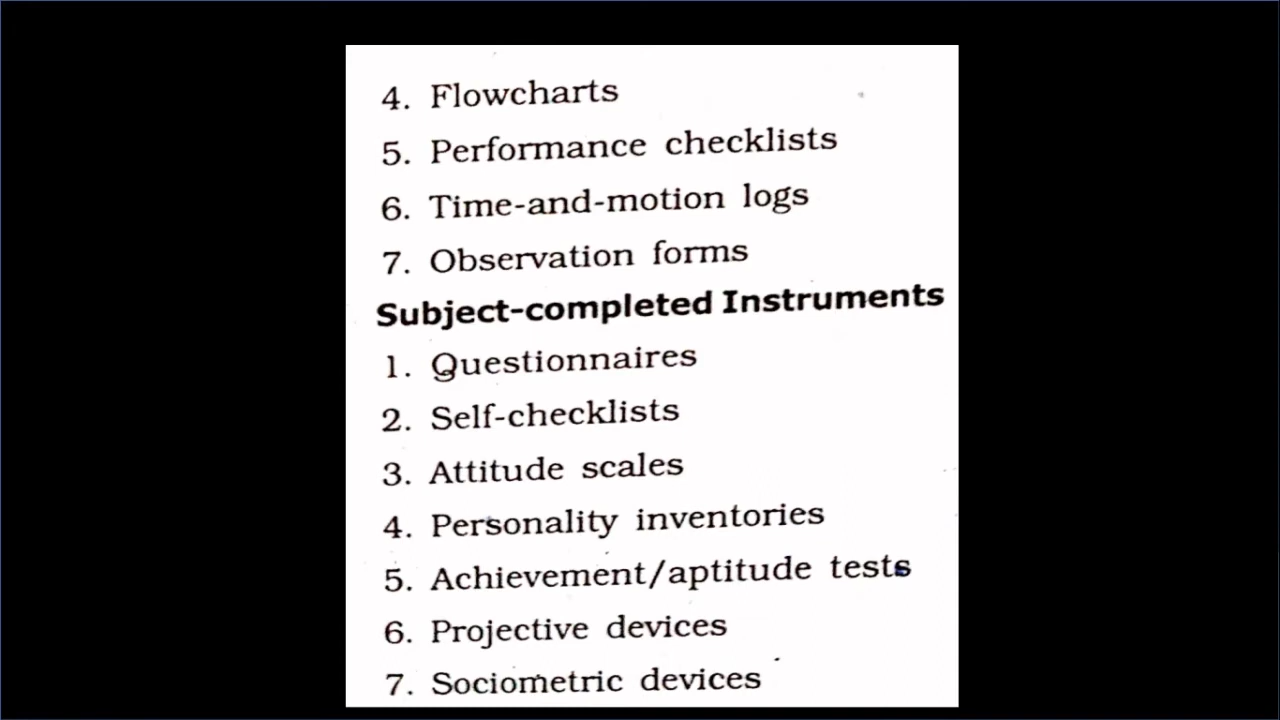 4. Flowcharts
5. Performance checklists
6. Time-and-motion logs
7. Observation forms
Subject-completed Instruments
1. Questionnaires
2. Self-checklists
3. Attitude scales
4. Personality inventories
5. Achievement/aptitude tests
6. Projective devices
7. Sociometric devices